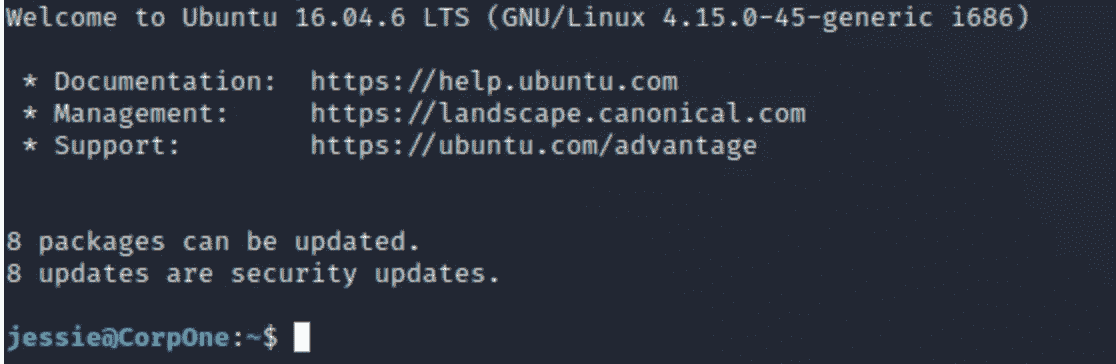 Welcome to Ubuntu 16.04.6 LTS (GNU/Linux 4.15.0-45-generic i686)
* Documentation:  https://help.ubuntu.com
* Management:     https://landscape.canonical.com
* Support:        https://ubuntu.com/advantage
8 packages can be updated.
8 updates are security updates.
jessie@CorpOne:~$